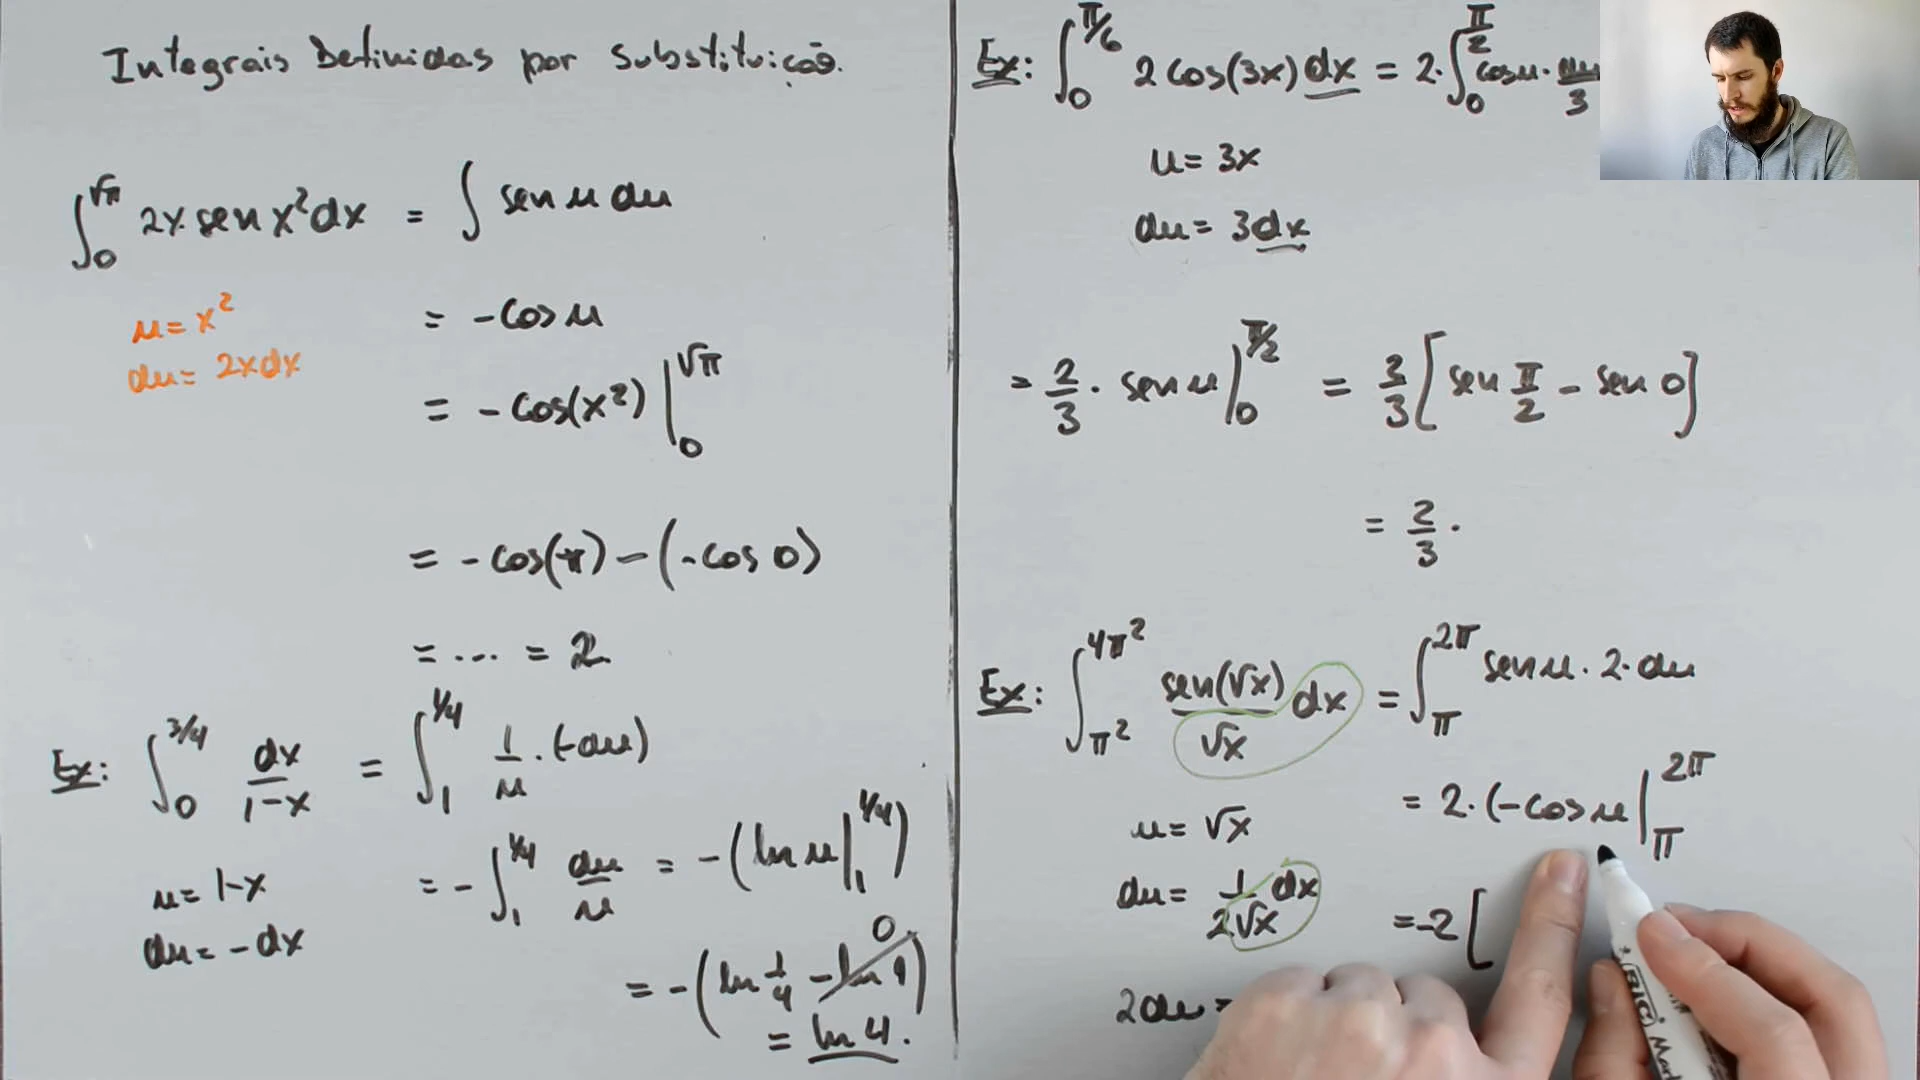 Integrais Definidas por substituição.
∫₀^√π 2x.sen x² dx = ∫ sen u du
u = x²
du = 2x dx
= -cos u
= -cos(x²) |₀^√π
= -cos(π) - (-cos 0)
= ... = 2.
Ex: ∫₀^3/4 dx/(1-x) = ∫₁^1/4 1/u . (-du)
u = 1-x
du = -dx
= - ∫₁^1/4 du/u = -(ln u |₁^1/4)
= -(ln 1/4 - ln 1) 0
= ln 4.
Ex: ∫₀^π/6 2 cos(3x) dx = 2. ∫₀^π/2 cos u . du/3
u = 3x
du = 3dx
= 2/3 . sen u |₀^π/2 = 2/3 [sen π/2 - sen 0]
= 2/3 .
Ex: ∫_π²^4π² sen(√x)/√x dx = ∫_π^2π sen u . 2 . du
u = √x
du = 1/(2√x) dx
2du =
= 2. (-cos u |_π^2π
= -2 [
BIC